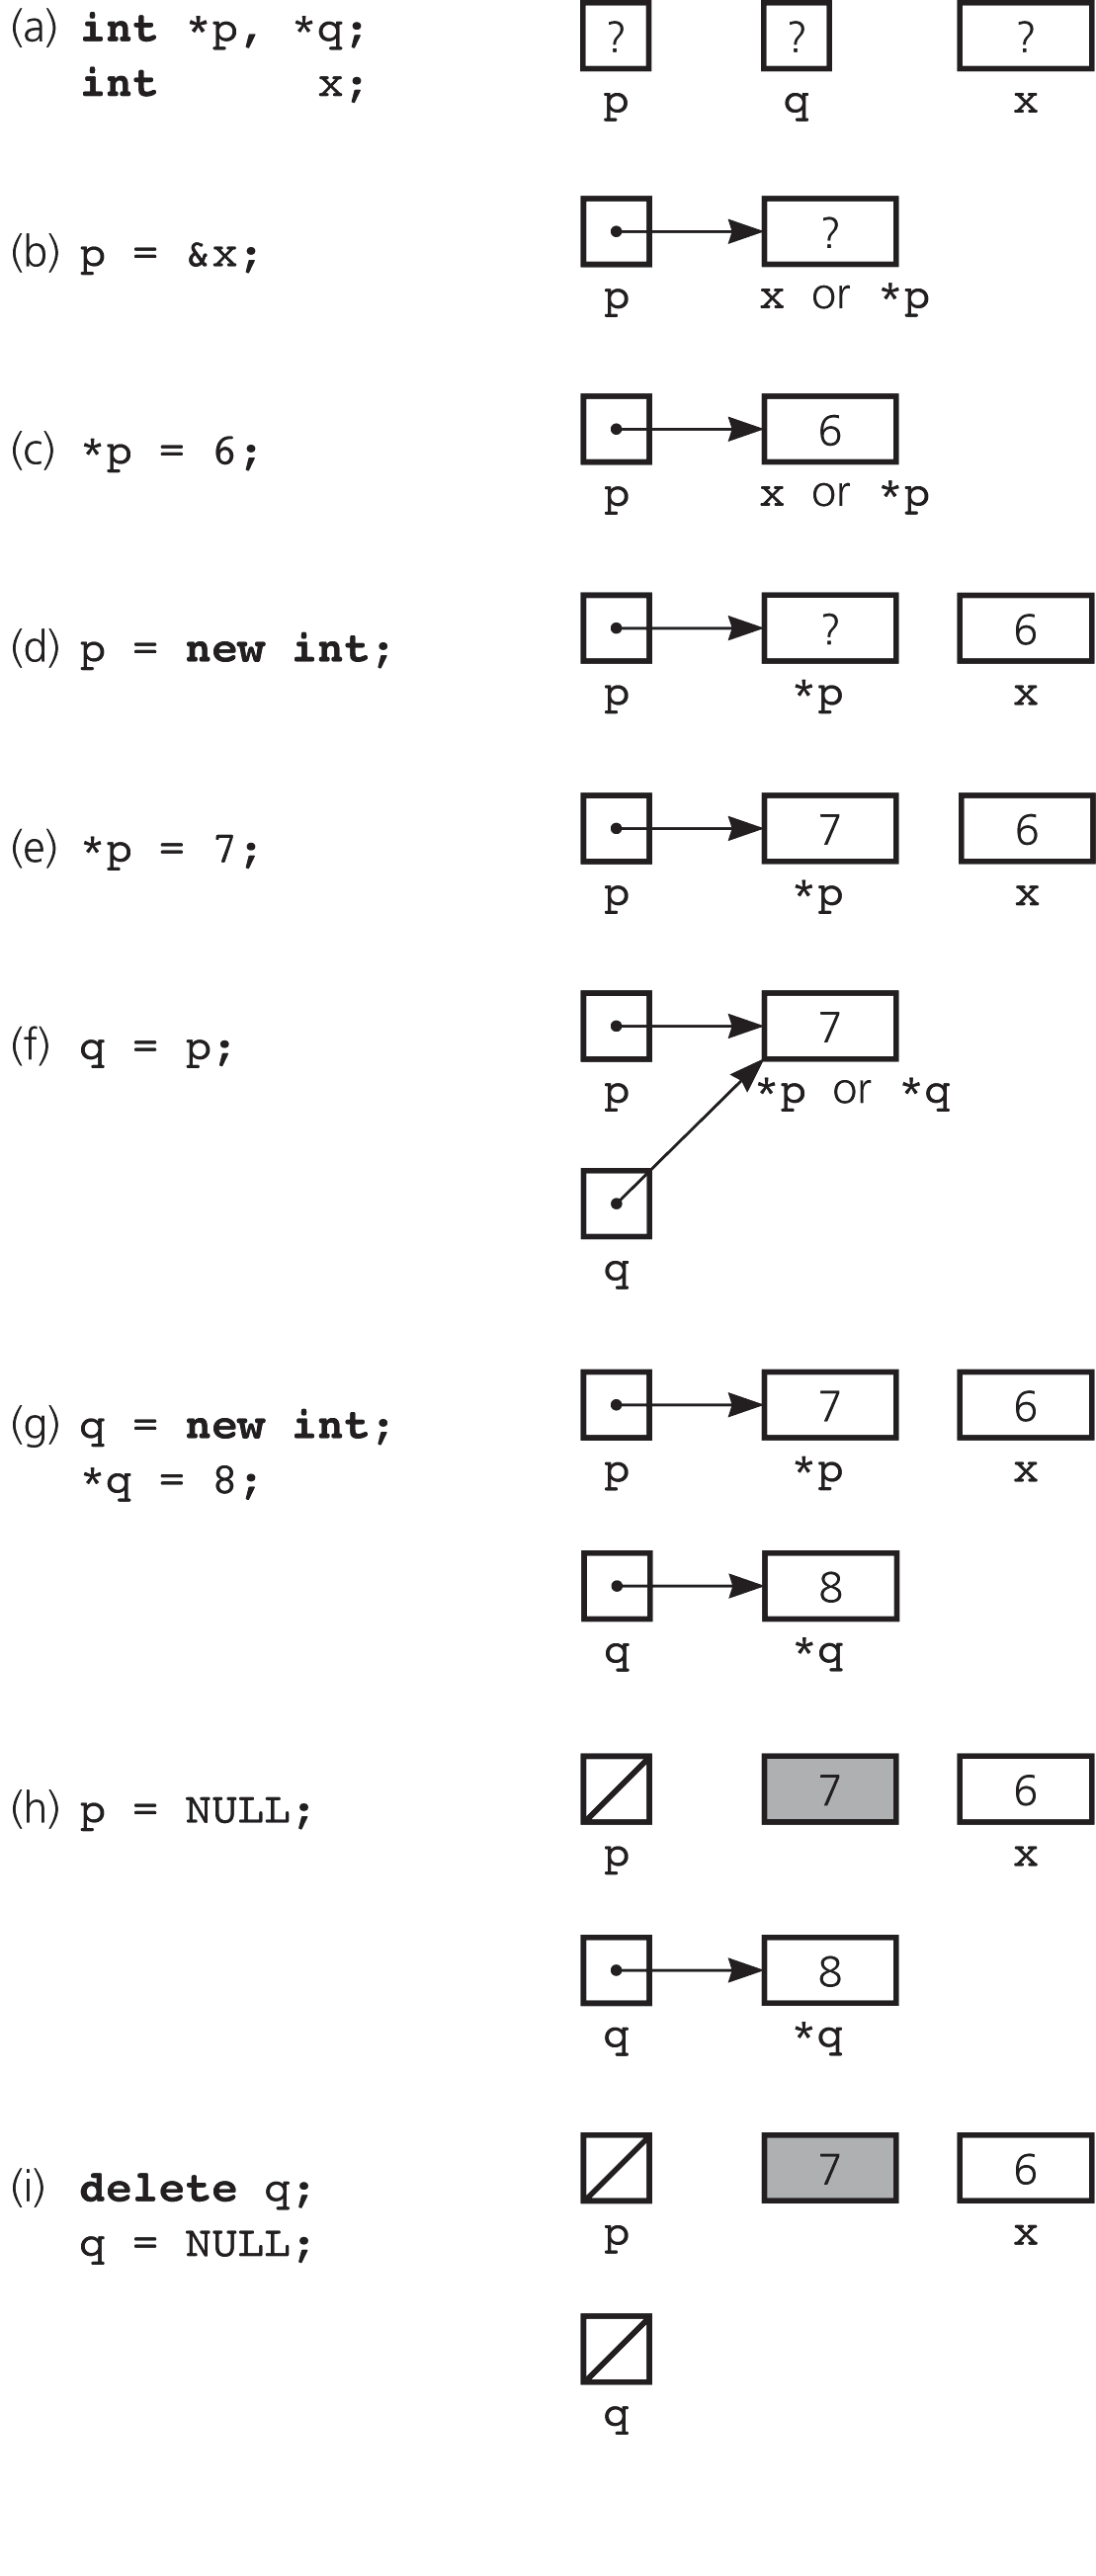 (a) int *p, *q;
int x;
? ? ?
p q x
(b) p = &x;
?
p x or *p
(c) *p = 6;
6
p x or *p
(d) p = new int;
? 6
p *p x
(e) *p = 7;
7 6
p *p x
(f) q = p;
7
p *p or *q
q
(g) q = new int;
*q = 8;
7 6
p *p x
8
q *q
(h) p = NULL;
7 6
p x
8
q *q
(i) delete q;
q = NULL;
7 6
p x
q